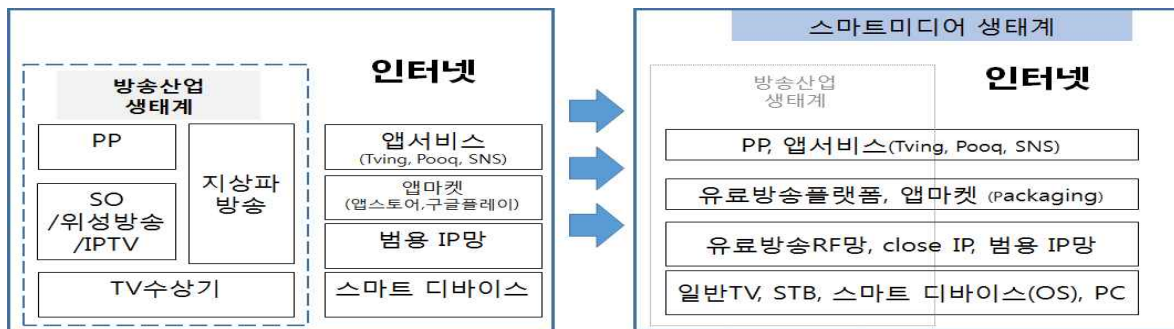 방송산업
생태계
인터넷
PP
SO
/위성방송
/IPTV
지상파
방송
TV수상기
앱서비스
(Tving, Pooq, SNS)
앱마켓
(앱스토어,구글플레이)
범용 IP망
스마트 디바이스
스마트미디어 생태계
방송산업
생태계
인터넷
PP, 앱서비스(Tving, Pooq, SNS)
유료방송플랫폼, 앱마켓 (Packaging)
유료방송RF망, close IP, 범용 IP망
일반TV, STB, 스마트 디바이스(OS), PC